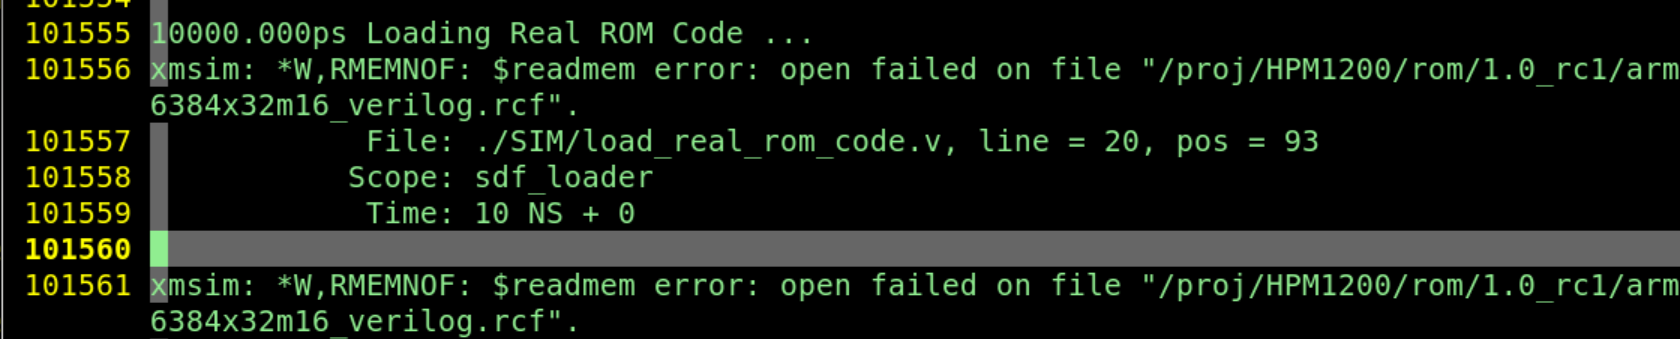 101554
101555 10000.000ps Loading Real ROM Code ...
101556 xmsim: *W,RMEMNOF: $readmem error: open failed on file "/proj/HPM1200/rom/1.0_rc1/arm
6384x32m16_verilog.rcf".
101557 File: ./SIM/load_real_rom_code.v, line = 20, pos = 93
101558 Scope: sdf_loader
101559 Time: 10 NS + 0
101560
101561 xmsim: *W,RMEMNOF: $readmem error: open failed on file "/proj/HPM1200/rom/1.0_rc1/arm
6384x32m16_verilog.rcf".